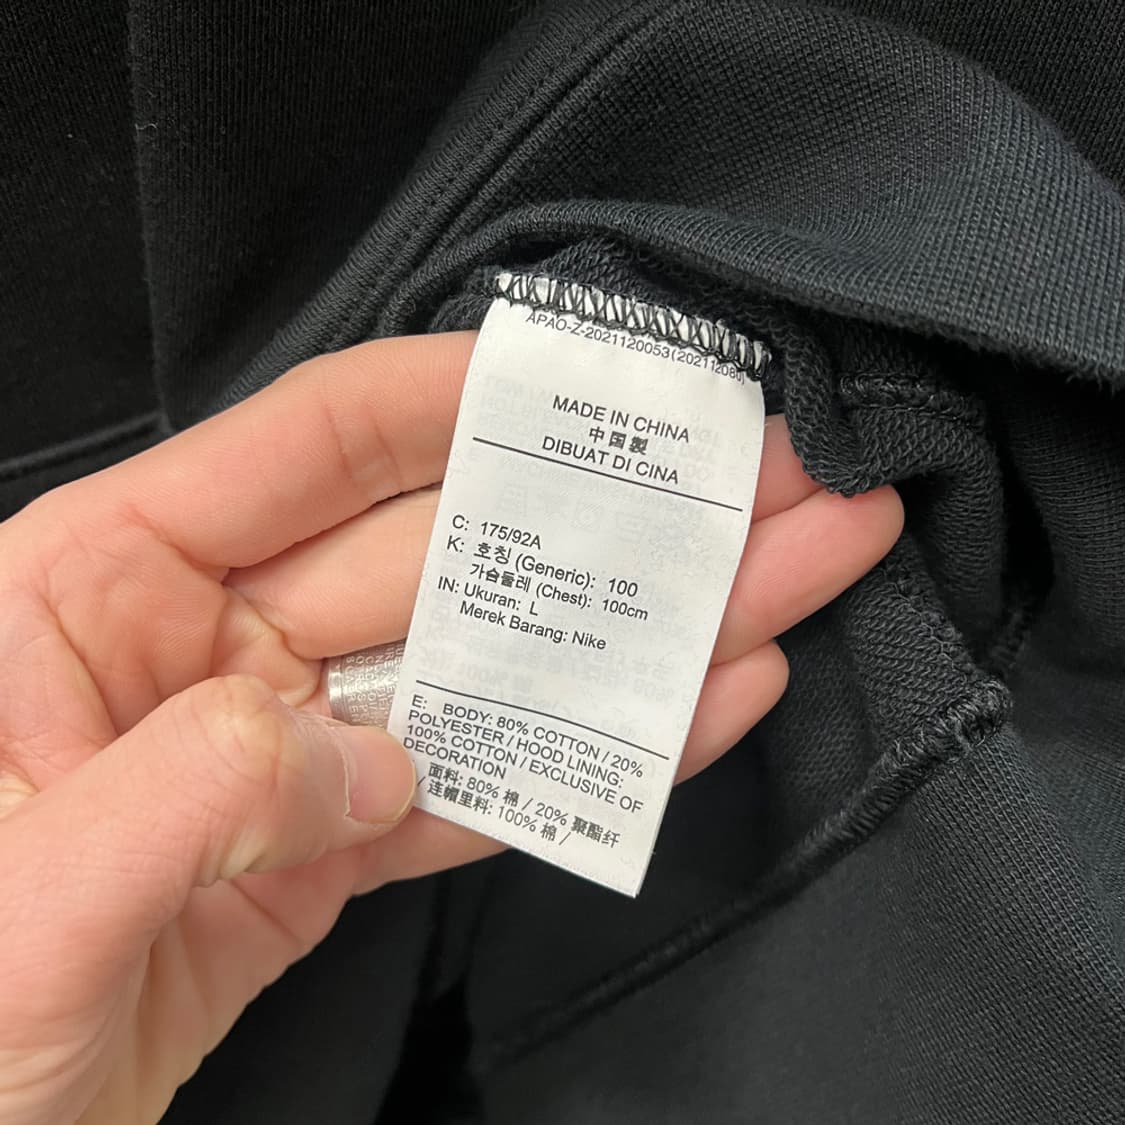 APAO-Z-2021120053(202112080)
MADE IN CHINA
中国製
DIBUAT DI CINA
C: 175/92A
K: 호칭 (Generic): 100
가슴둘레 (Chest): 100cm
IN: Ukuran: L
Merek Barang: Nike
E: BODY: 80% COTTON / 20%
POLYESTER / HOOD LINING:
100% COTTON / EXCLUSIVE OF
DECORATION
/ 面料: 80% 棉 / 20% 聚酯纤
/ 连帽里料: 100% 棉 /